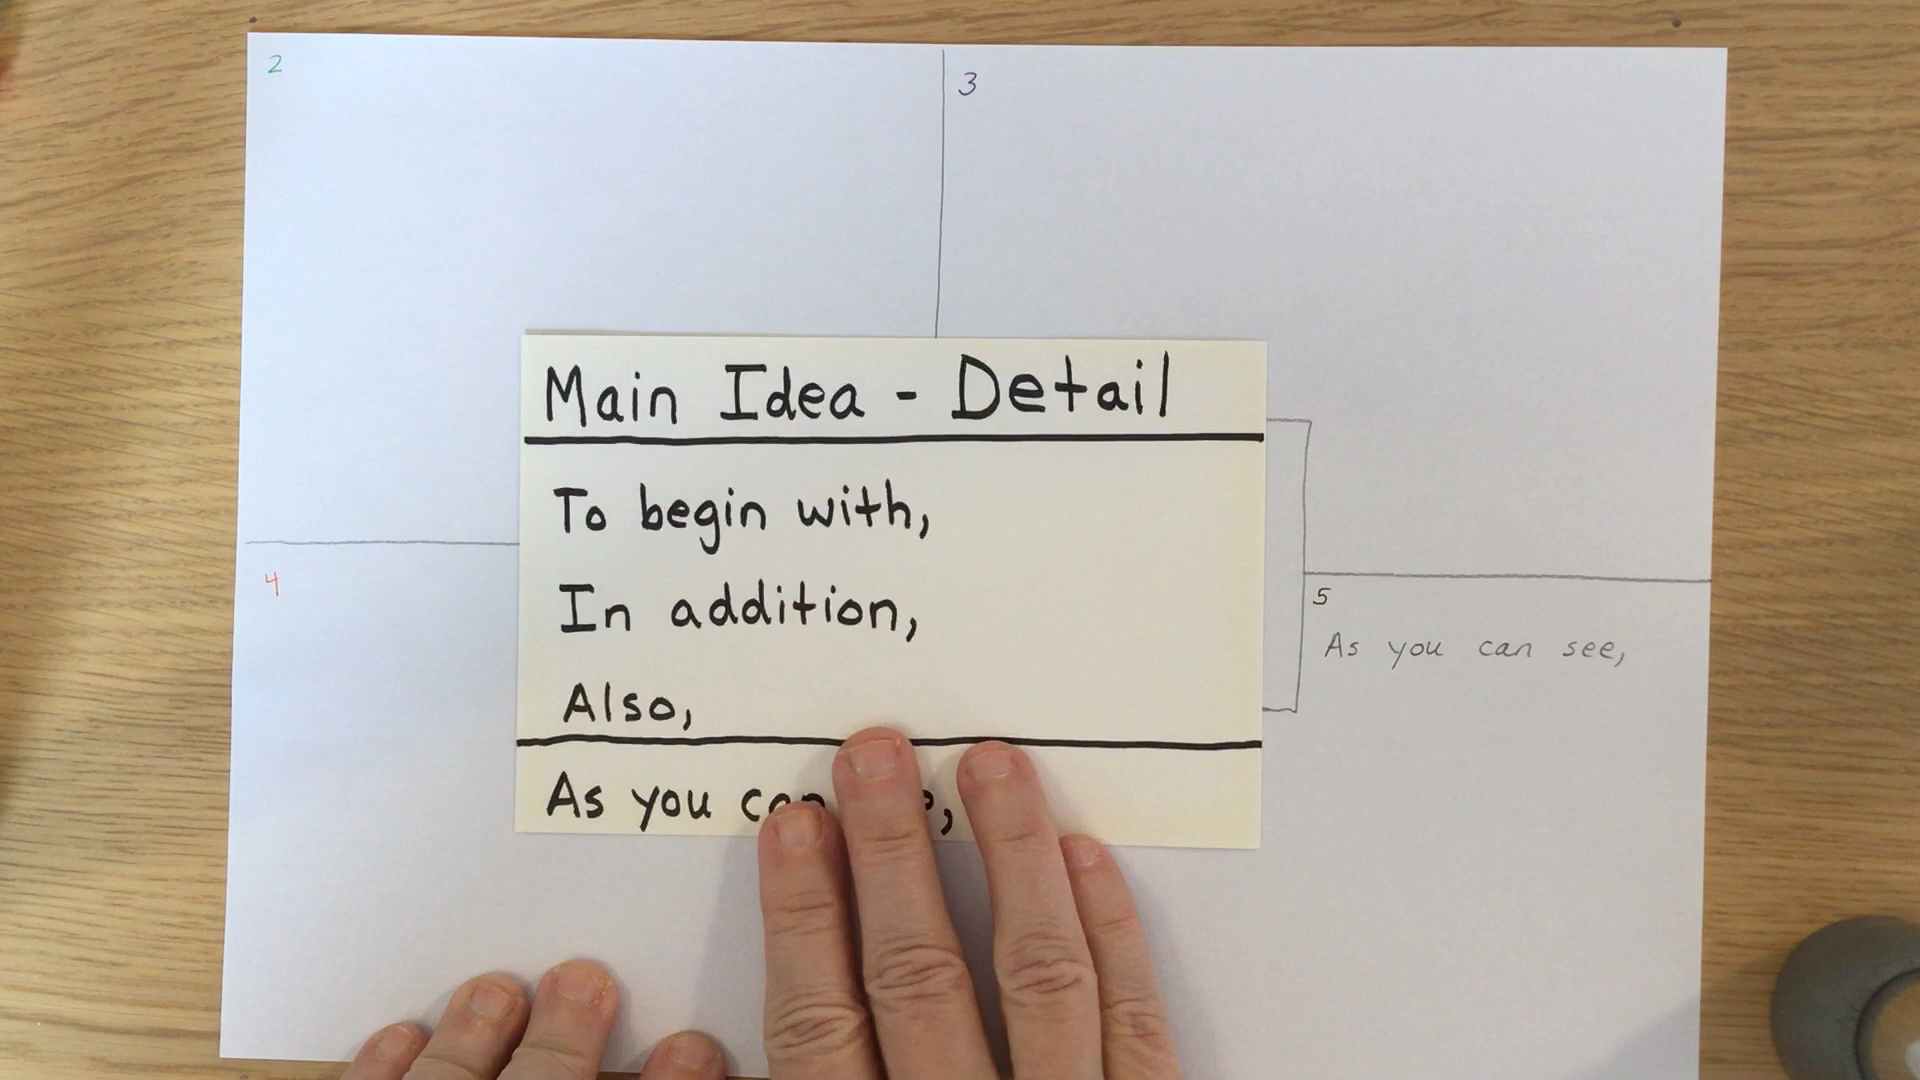 2
3
Main Idea - Detail
To begin with,
In addition,
Also,
As you
4
5
As you can see,